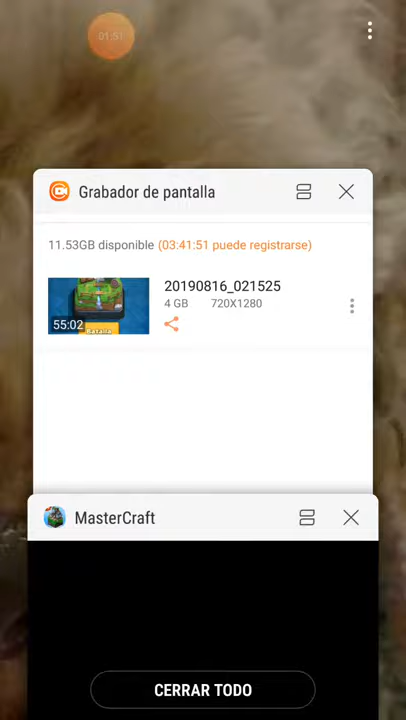 01:51
Grabador de pantalla
11.53GB disponible (03:41:51 puede registrarse)
20190816_021525
4 GB 720X1280
55:02
Batalla
MasterCraft
CERRAR TODO